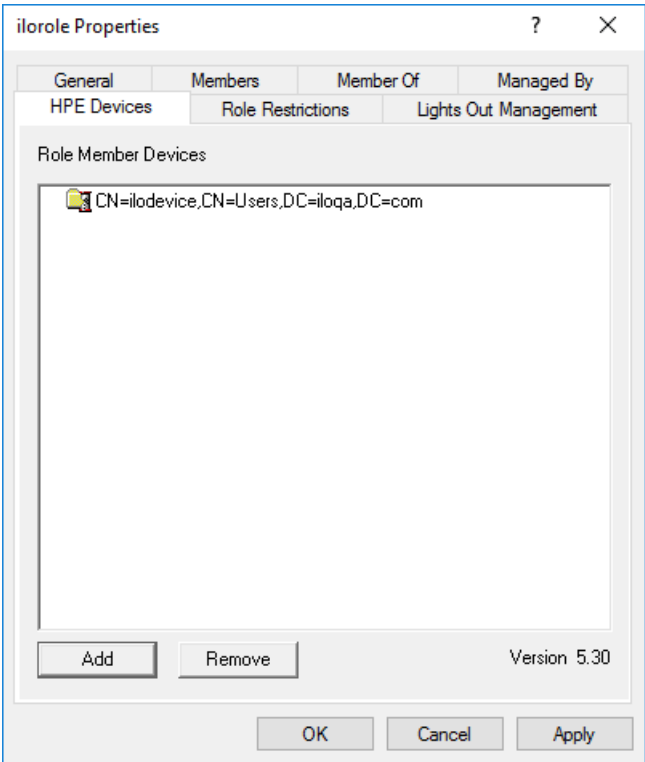 ilorole Properties ?
General Members Member Of Managed By
HPE Devices Role Restrictions Lights Out Management
Role Member Devices
CN=ilodevice,CN=Users,DC=iloqa,DC=com
Add Remove Version 5.30
OK Cancel Apply